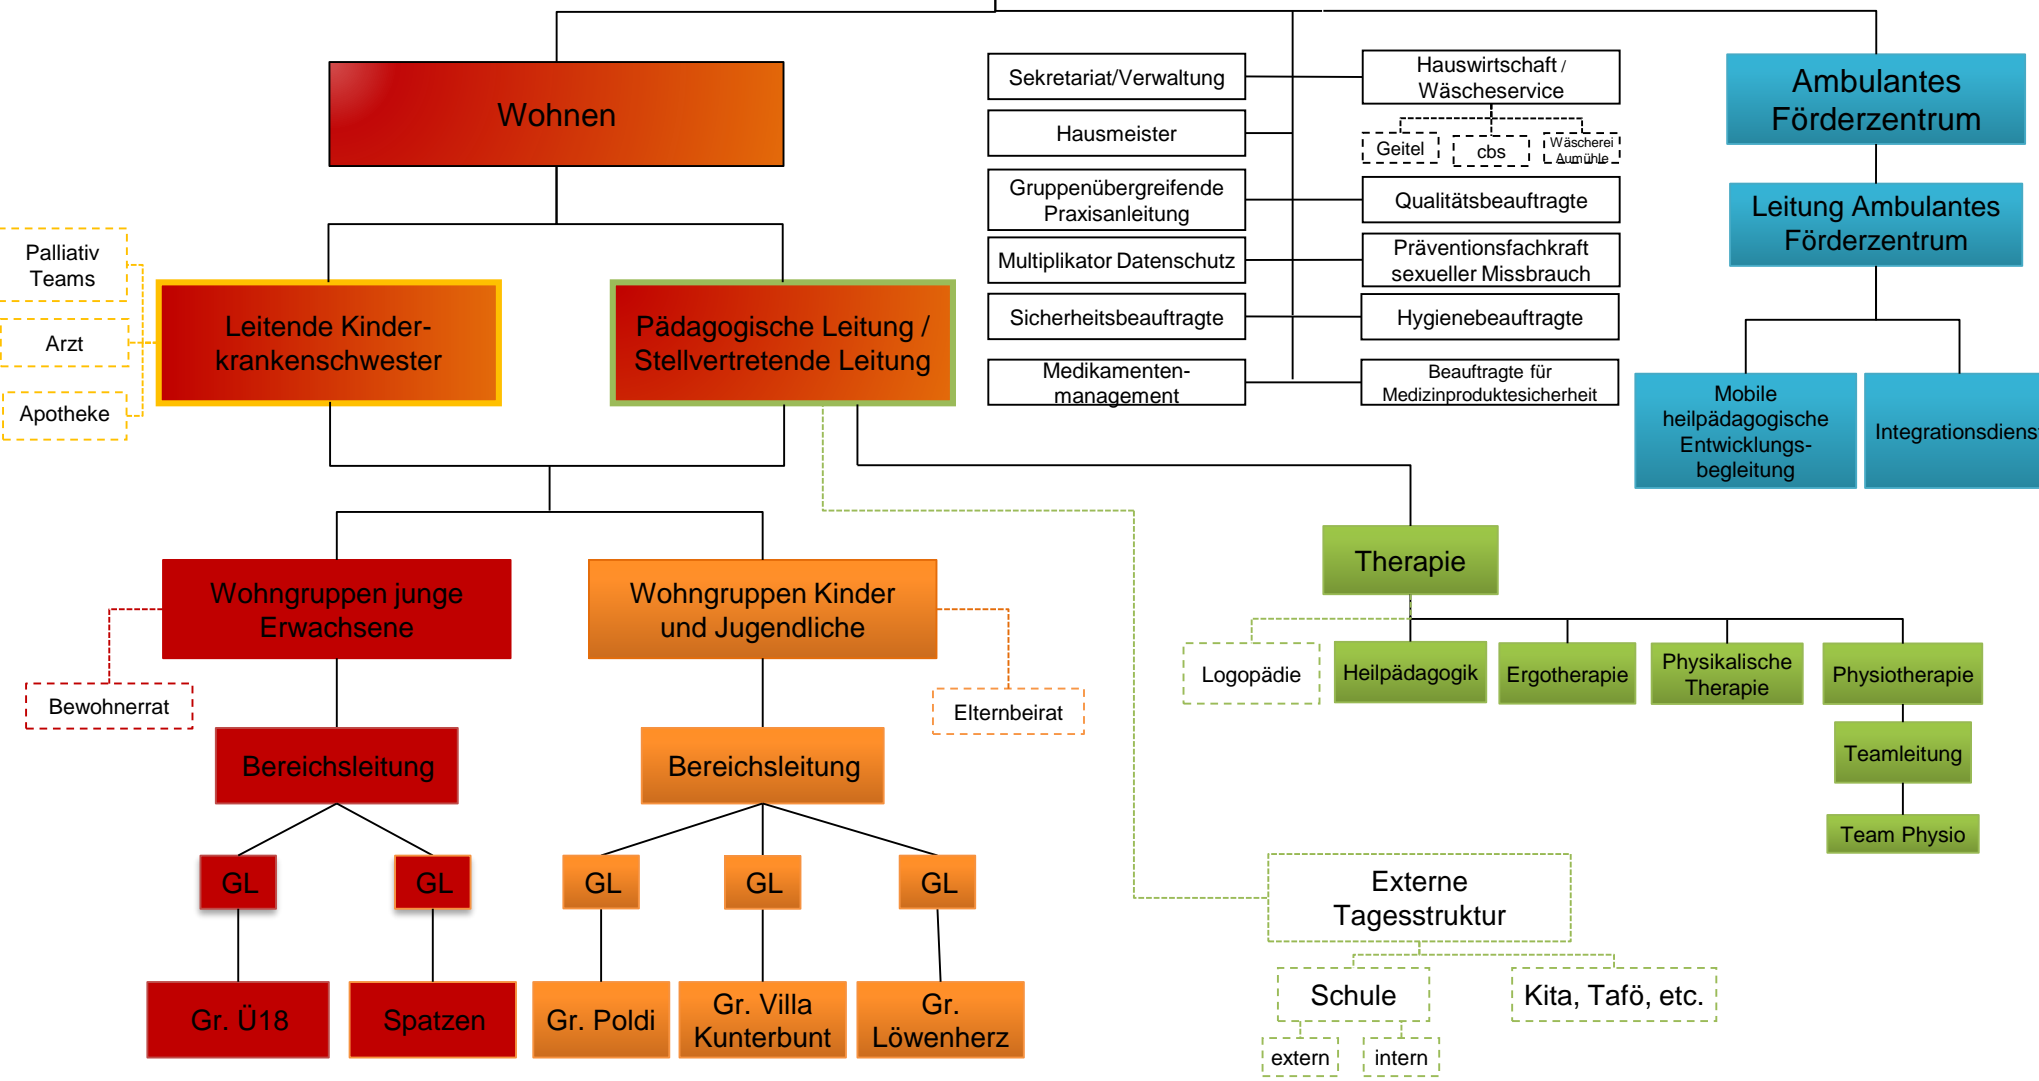 Wohnen
Sekretariat/Verwaltung
Hauswirtschaft /
Wäscheservice
Hausmeister
Geitel
cbs
Wäscherei
Aumühle
Gruppenübergreifende
Praxisanleitung
Qualitätsbeauftragte
Multiplikator Datenschutz
Präventionsfachkraft
sexueller Missbrauch
Sicherheitsbeauftragte
Hygienebeauftragte
Medikamenten-
management
Beauftragte für
Medizinproduktesicherheit
Ambulantes
Förderzentrum
Leitung Ambulantes
Förderzentrum
Mobile
heilpädagogische
Entwicklungs-
begleitung
Integrationsdiens
Palliativ
Teams
Arzt
Apotheke
Leitende Kinder-
krankenschwester
Pädagogische Leitung /
Stellvertretende Leitung
Wohngruppen junge
Erwachsene
Wohngruppen Kinder
und Jugendliche
Bewohnerrat
Elternbeirat
Bereichsleitung
Bereichsleitung
GL
GL
GL
GL
GL
Gr. Ü18
Spatzen
Gr. Poldi
Gr. Villa
Kunterbunt
Gr.
Löwenherz
Therapie
Logopädie
Heilpädagogik
Ergotherapie
Physikalische
Therapie
Physiotherapie
Teamleitung
Team Physio
Externe
Tagesstruktur
Schule
Kita, Tafö, etc.
extern
intern